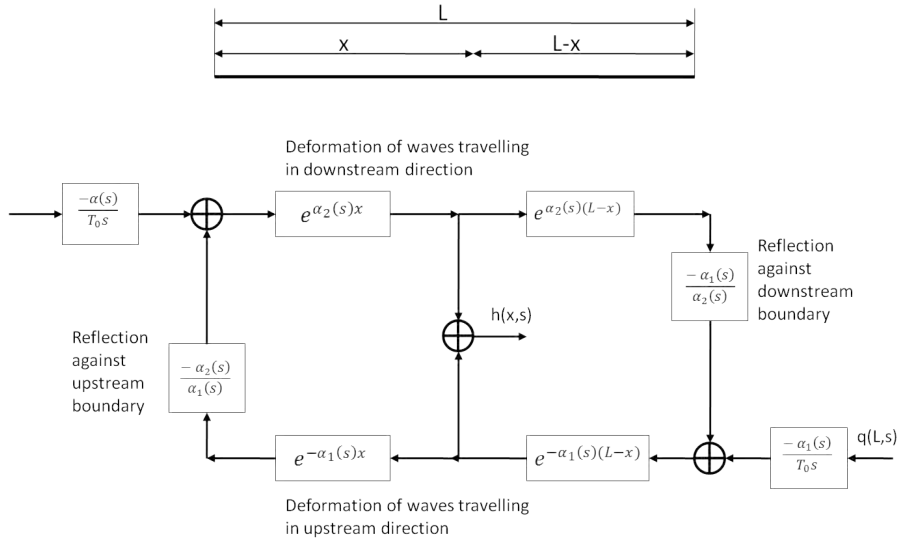 L
x
L-x
Deformation of waves travelling
in downstream direction
−α(s)
T₀s
e^α₂(s)x
e^α₂(s)(L−x)
Reflection
against
downstream
boundary
−α₁(s)
α₂(s)
h(x,s)
Reflection
against
upstream
boundary
−α₂(s)
α₁(s)
q(L,s)
e^−α₁(s)x
e^−α₁(s)(L−x)
−α₁(s)
T₀s
Deformation of waves travelling
in upstream direction